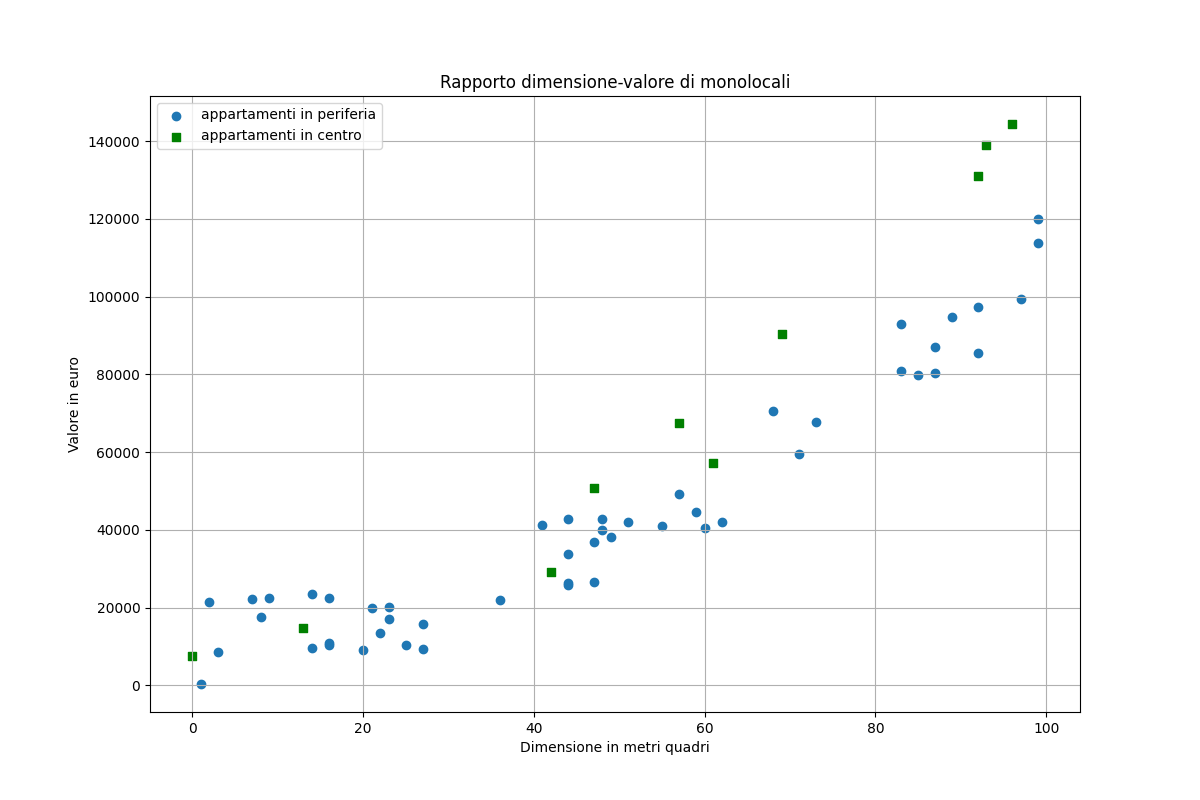 Rapporto dimensione-valore di monolocali
appartamenti in periferia
appartamenti in centro
140000
120000
100000
80000
60000
40000
20000
0
Valore in euro
0 20 40 60 80 100
Dimensione in metri quadri